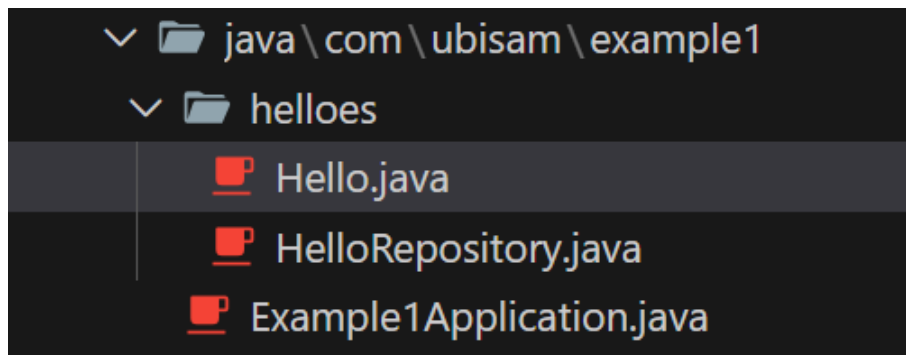 java\com\ubisam\example1
helloes
Hello.java
HelloRepository.java
Example1Application.java